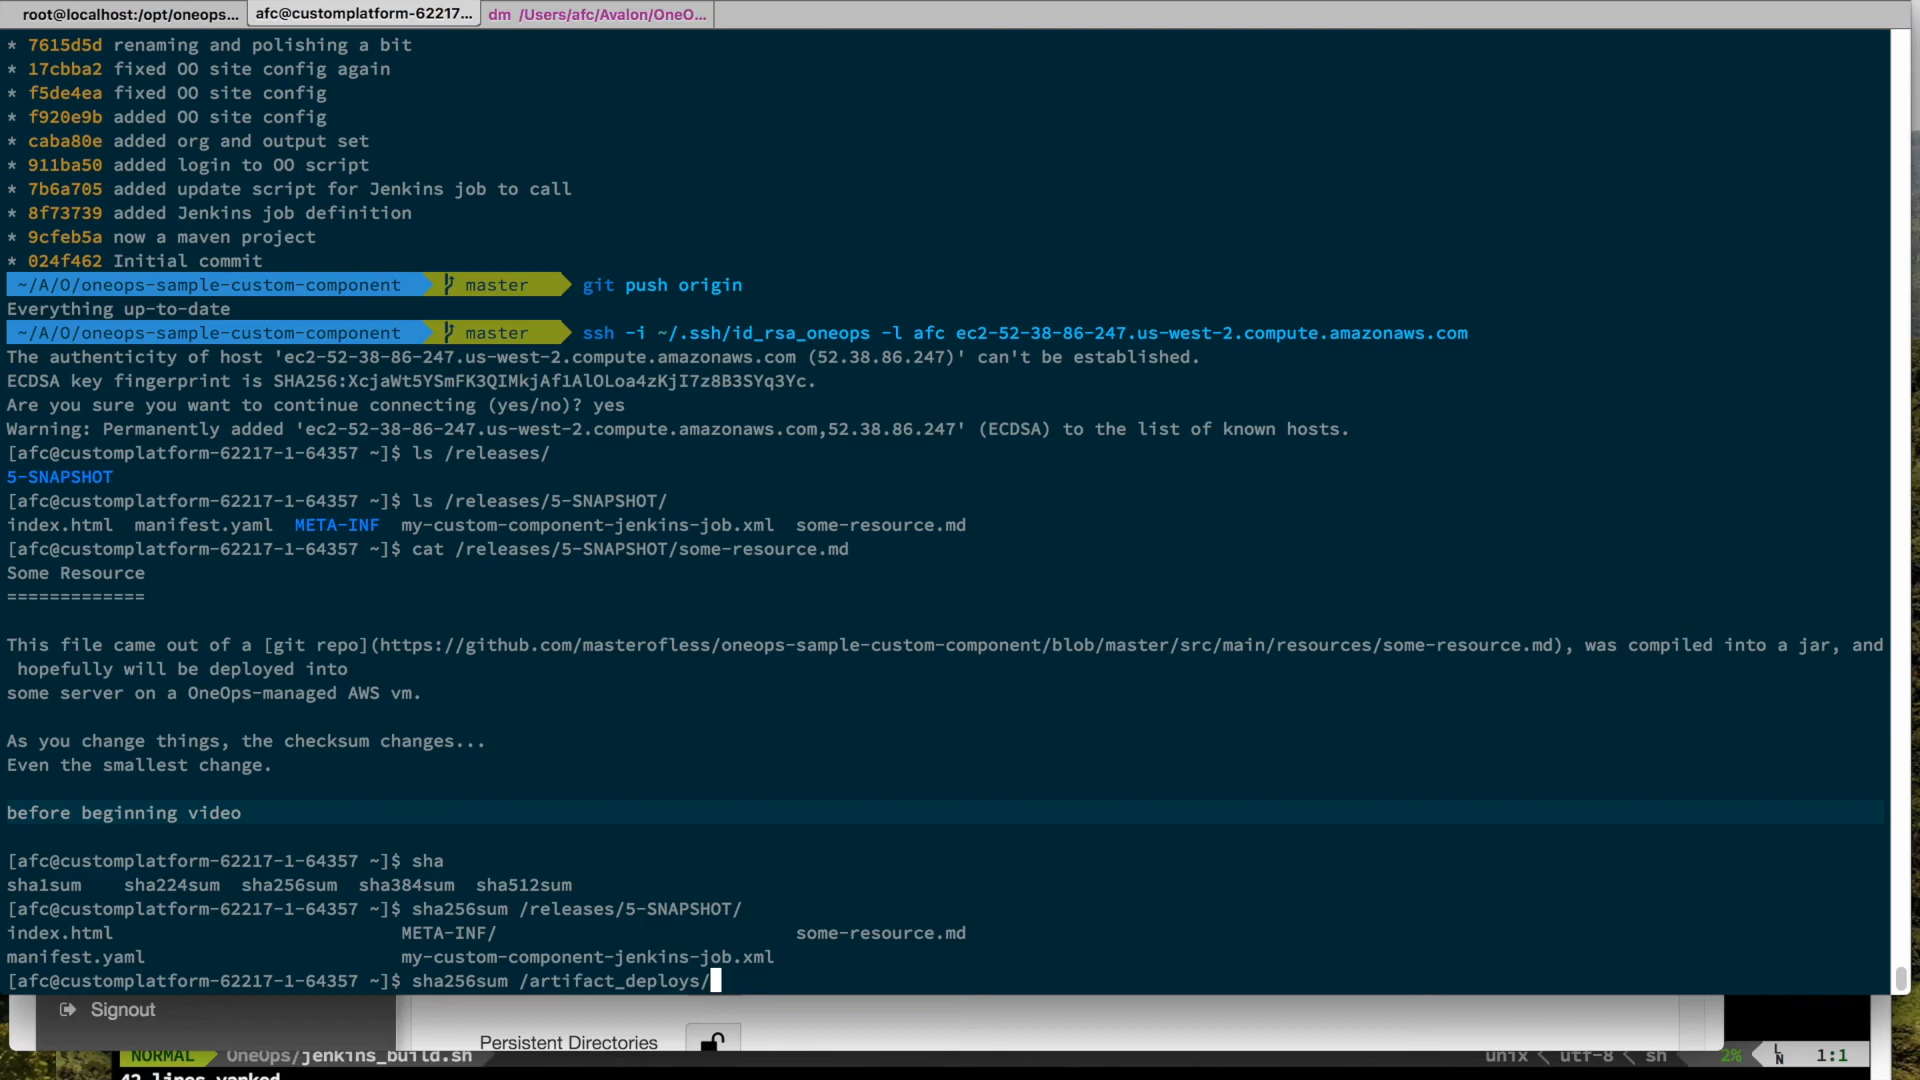 root@localhost:/opt/oneops...
afc@customplatform-62217...
dm /Users/afc/Avalon/OneO...
* 7615d5d renaming and polishing a bit
* 17cbba2 fixed OO site config again
* f5de4ea fixed OO site config
* f920e9b added OO site config
* caba80e added org and output set
* 911ba50 added login to OO script
* 7b6a705 added update script for Jenkins job to call
* 8f73739 added Jenkins job definition
* 9cfeb5a now a maven project
* 024f462 Initial commit
~/A/O/oneops-sample-custom-component master git push origin
Everything up-to-date
~/A/O/oneops-sample-custom-component master ssh -i ~/.ssh/id_rsa_oneops -l afc ec2-52-38-86-247.us-west-2.compute.amazonaws.com
The authenticity of host 'ec2-52-38-86-247.us-west-2.compute.amazonaws.com (52.38.86.247)' can't be established.
ECDSA key fingerprint is SHA256:XcjaWt5YSmFK3QIMkjAf1AlOLoa4zKjI7z8B3SYq3Yc.
Are you sure you want to continue connecting (yes/no)? yes
Warning: Permanently added 'ec2-52-38-86-247.us-west-2.compute.amazonaws.com,52.38.86.247' (ECDSA) to the list of known hosts.
[afc@customplatform-62217-1-64357 ~]$ ls /releases/
5-SNAPSHOT
[afc@customplatform-62217-1-64357 ~]$ ls /releases/5-SNAPSHOT/
index.html manifest.yaml META-INF my-custom-component-jenkins-job.xml some-resource.md
[afc@customplatform-62217-1-64357 ~]$ cat /releases/5-SNAPSHOT/some-resource.md
Some Resource
=============
This file came out of a [git repo](https://github.com/masterofless/oneops-sample-custom-component/blob/master/src/main/resources/some-resource.md), was compiled into a jar, and
hopefully will be deployed into
some server on a OneOps-managed AWS vm.
As you change things, the checksum changes...
Even the smallest change.
before beginning video
[afc@customplatform-62217-1-64357 ~]$ sha
sha1sum sha224sum sha256sum sha384sum sha512sum
[afc@customplatform-62217-1-64357 ~]$ sha256sum /releases/5-SNAPSHOT/
index.html META-INF/ some-resource.md
manifest.yaml my-custom-component-jenkins-job.xml
[afc@customplatform-62217-1-64357 ~]$ sha256sum /artifact_deploys/
Signout
Persistent Directories
NORMAL OneOps/jenkins_build.sh unix < utf-8 < sh 2% LN 1:1
42 lines yanked